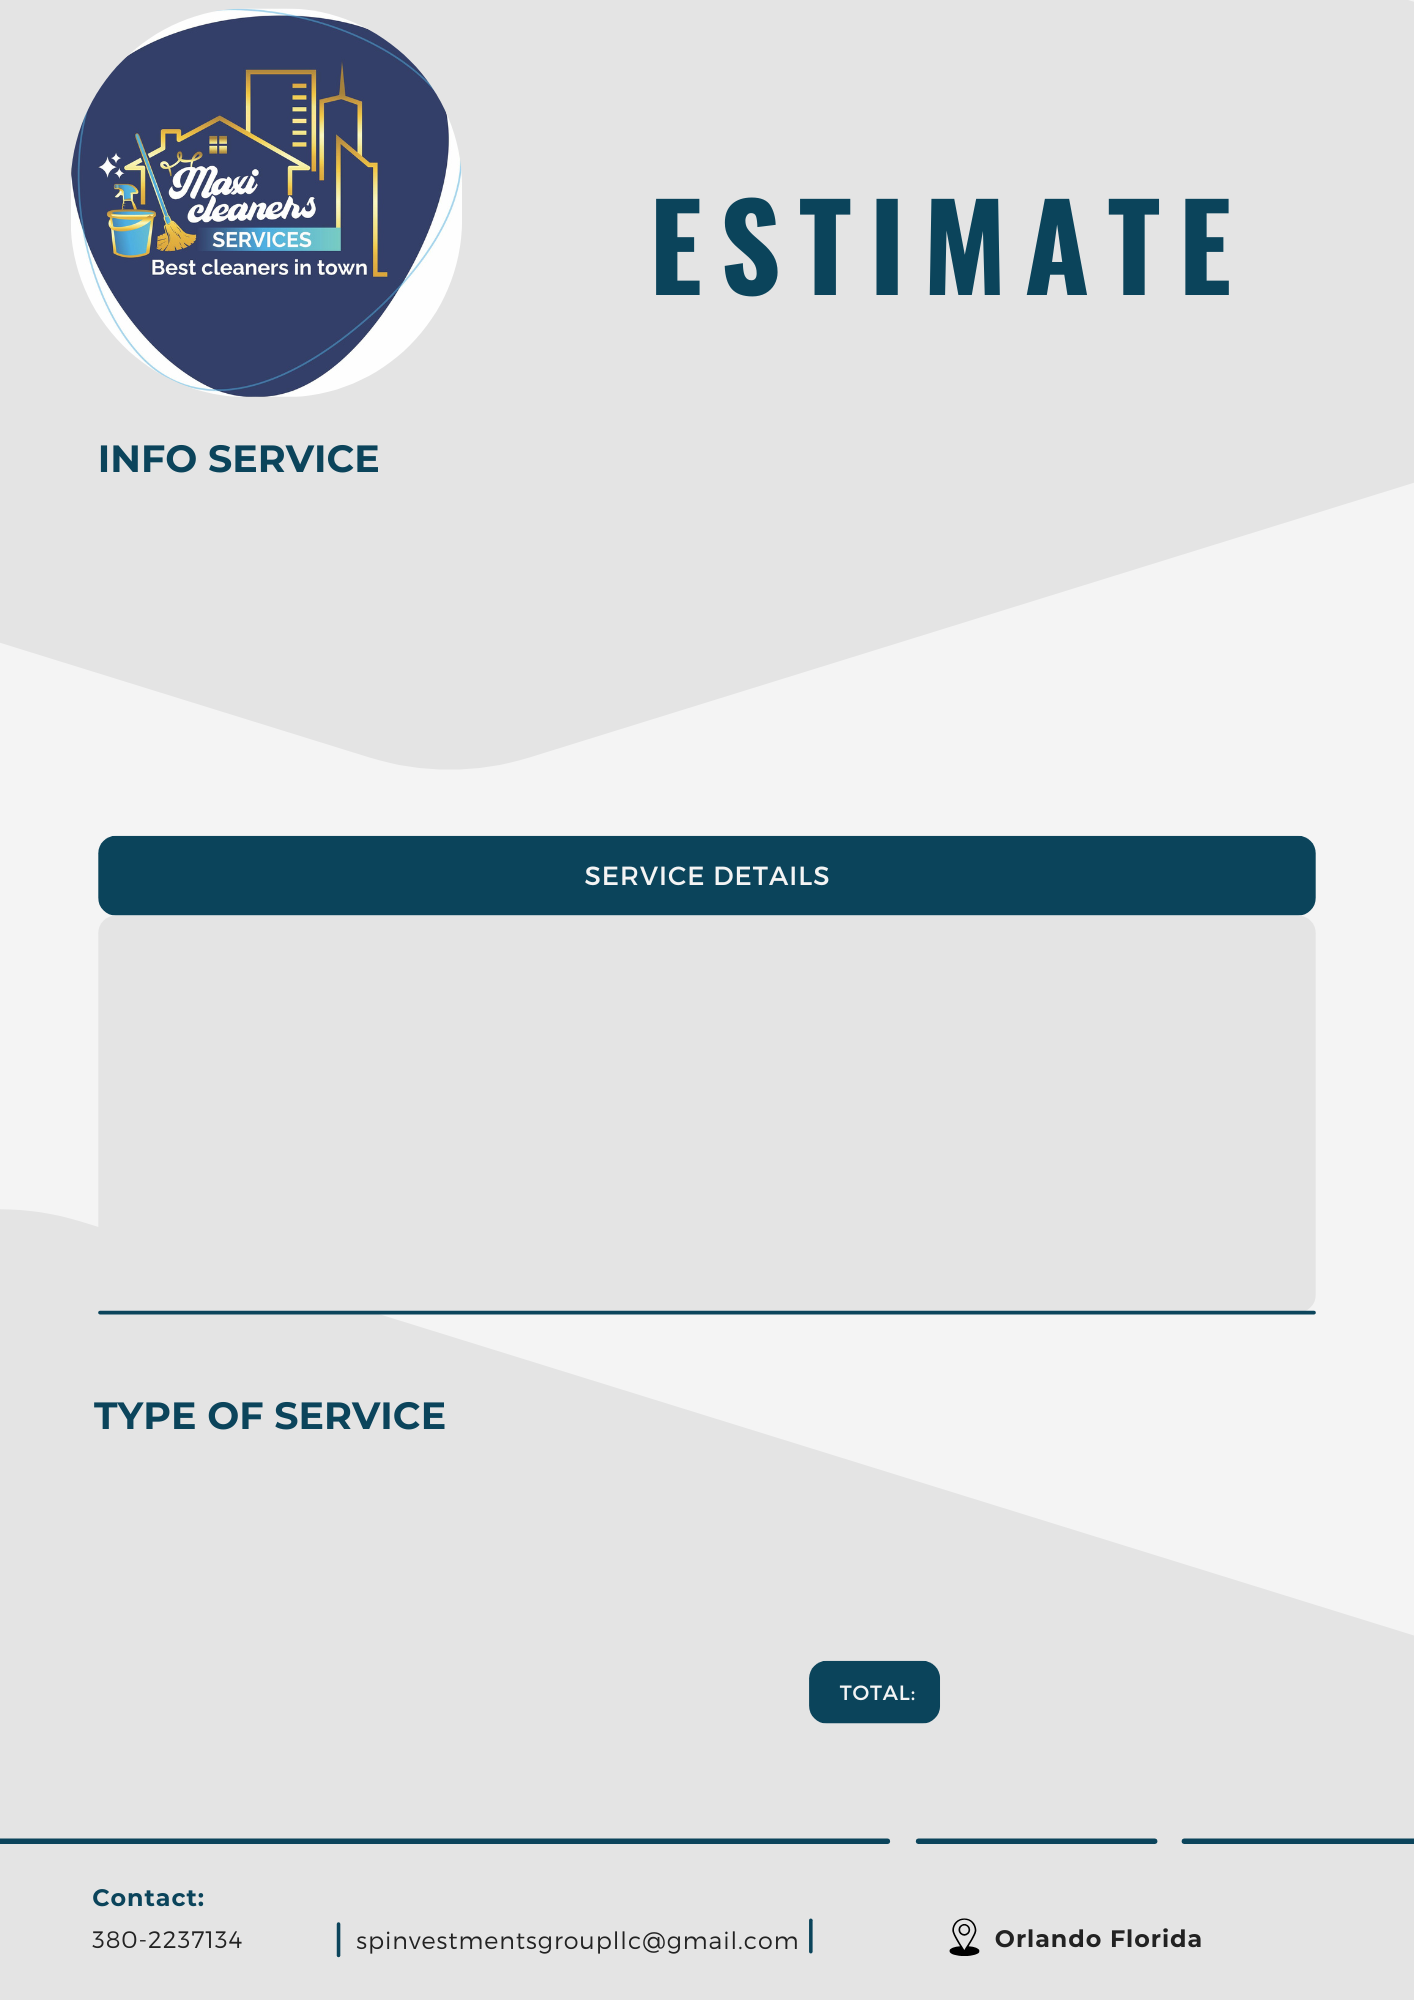 Maxi
cleaners
SERVICES
Best cleaners in town
ESTIMATE
INFO SERVICE
SERVICE DETAILS
TYPE OF SERVICE
TOTAL:
Contact:
380-2237134
spinvestmentsgroupllc@gmail.com
Orlando Florida